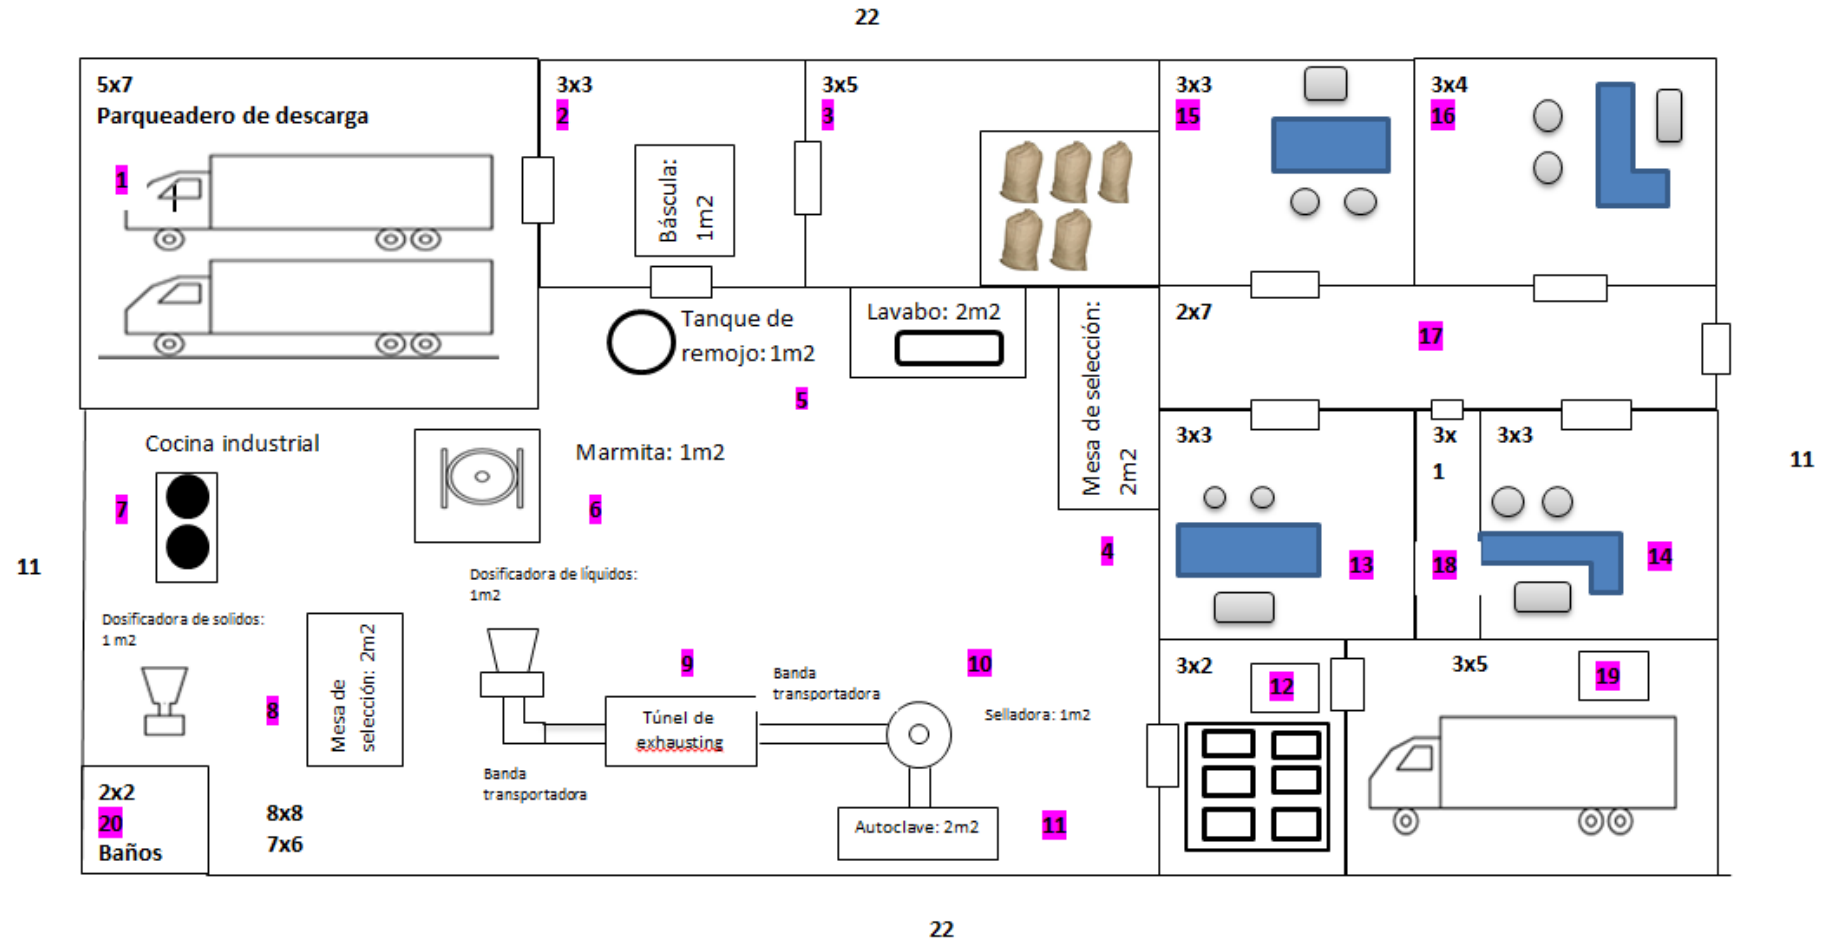 22
5x7
Parqueadero de descarga
1
3x3
2
Báscula:
1m2
3x5
3
3x3
15
3x4
16
Tanque de
remojo: 1m2
Lavabo: 2m2
Mesa de selección:
2m2
5
2x7
17
Cocina industrial
7
Marmita: 1m2
6
4
3x3
13
3x
1
18
3x3
14
11
11
Dosificadora de líquidos:
1m2
Dosificadora de solidos:
1 m2
8
Mesa de
selección: 2m2
9
Banda
transportadora
10
Túnel de
exhausting
Selladora: 1m2
Banda
transportadora
Autoclave: 2m2
11
3x2
12
3x5
19
2x2
20
Baños
8x8
7x6
22